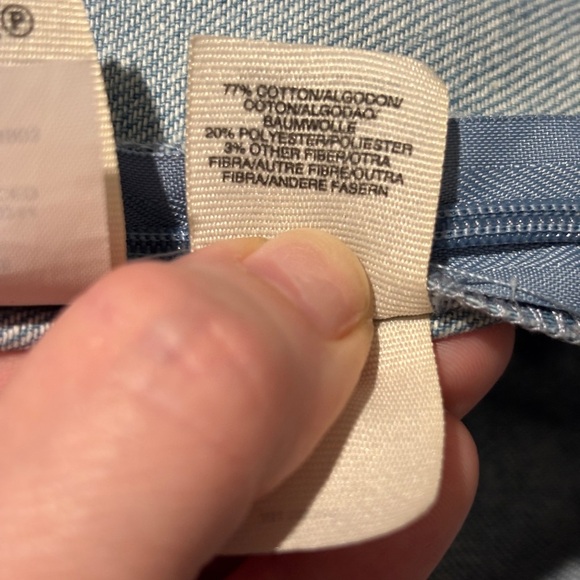 P
77% COTTON/ALGODON/
COTON/ALGODAO/
BAUMWOLLE
20% POLYESTER/POLIESTER
3% OTHER FIBER/OTRA
FIBRA/AUTRE FIBRE/OUTRA
FIBRA/ANDERE FASERN